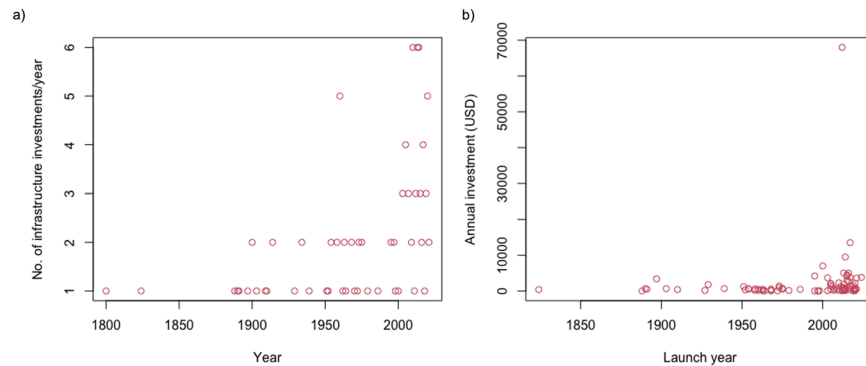 a)
No. of infrastructure investments/year
6
5
4
3
2
1
1800 1850 1900 1950 2000
Year
b)
Annual investment (USD)
70000
50000
30000
10000
0
1850 1900 1950 2000
Launch year